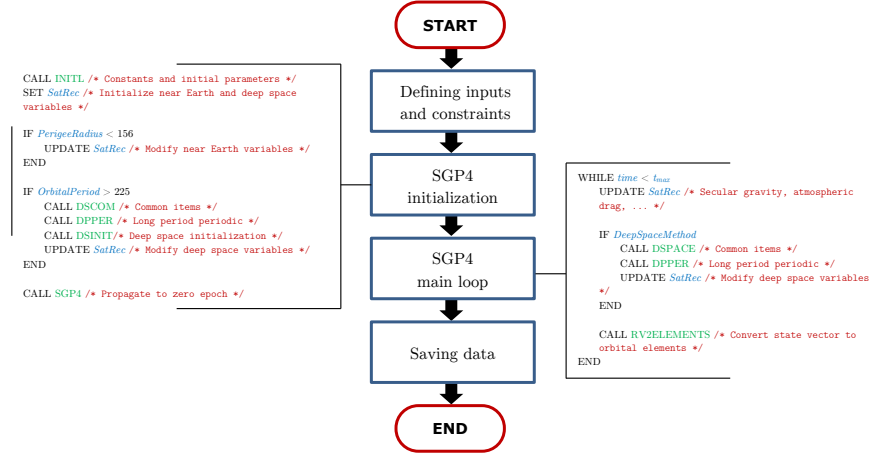 START
Defining inputs
and constraints
SGP4
initialization
SGP4
main loop
Saving data
END
CALL INITL /* Constants and initial parameters */
SET SatRec /* Initialize near Earth and deep space
variables */
IF PerigeeRadius < 156
UPDATE SatRec /* Modify near Earth variables */
END
IF OrbitalPeriod > 225
CALL DSCOM /* Common items */
CALL DPPER /* Long period periodic */
CALL DSINIT/* Deep space initialization */
UPDATE SatRec /* Modify deep space variables */
END
CALL SGP4 /* Propagate to zero epoch */
WHILE time < tmax
UPDATE SatRec /* Secular gravity, atmospheric
drag, ... */
IF DeepSpaceMethod
CALL DSPACE /* Common items */
CALL DPPER /* Long period periodic */
UPDATE SatRec /* Modify deep space variables
*/
END
CALL RV2ELEMENTS /* Convert state vector to
orbital elements */
END